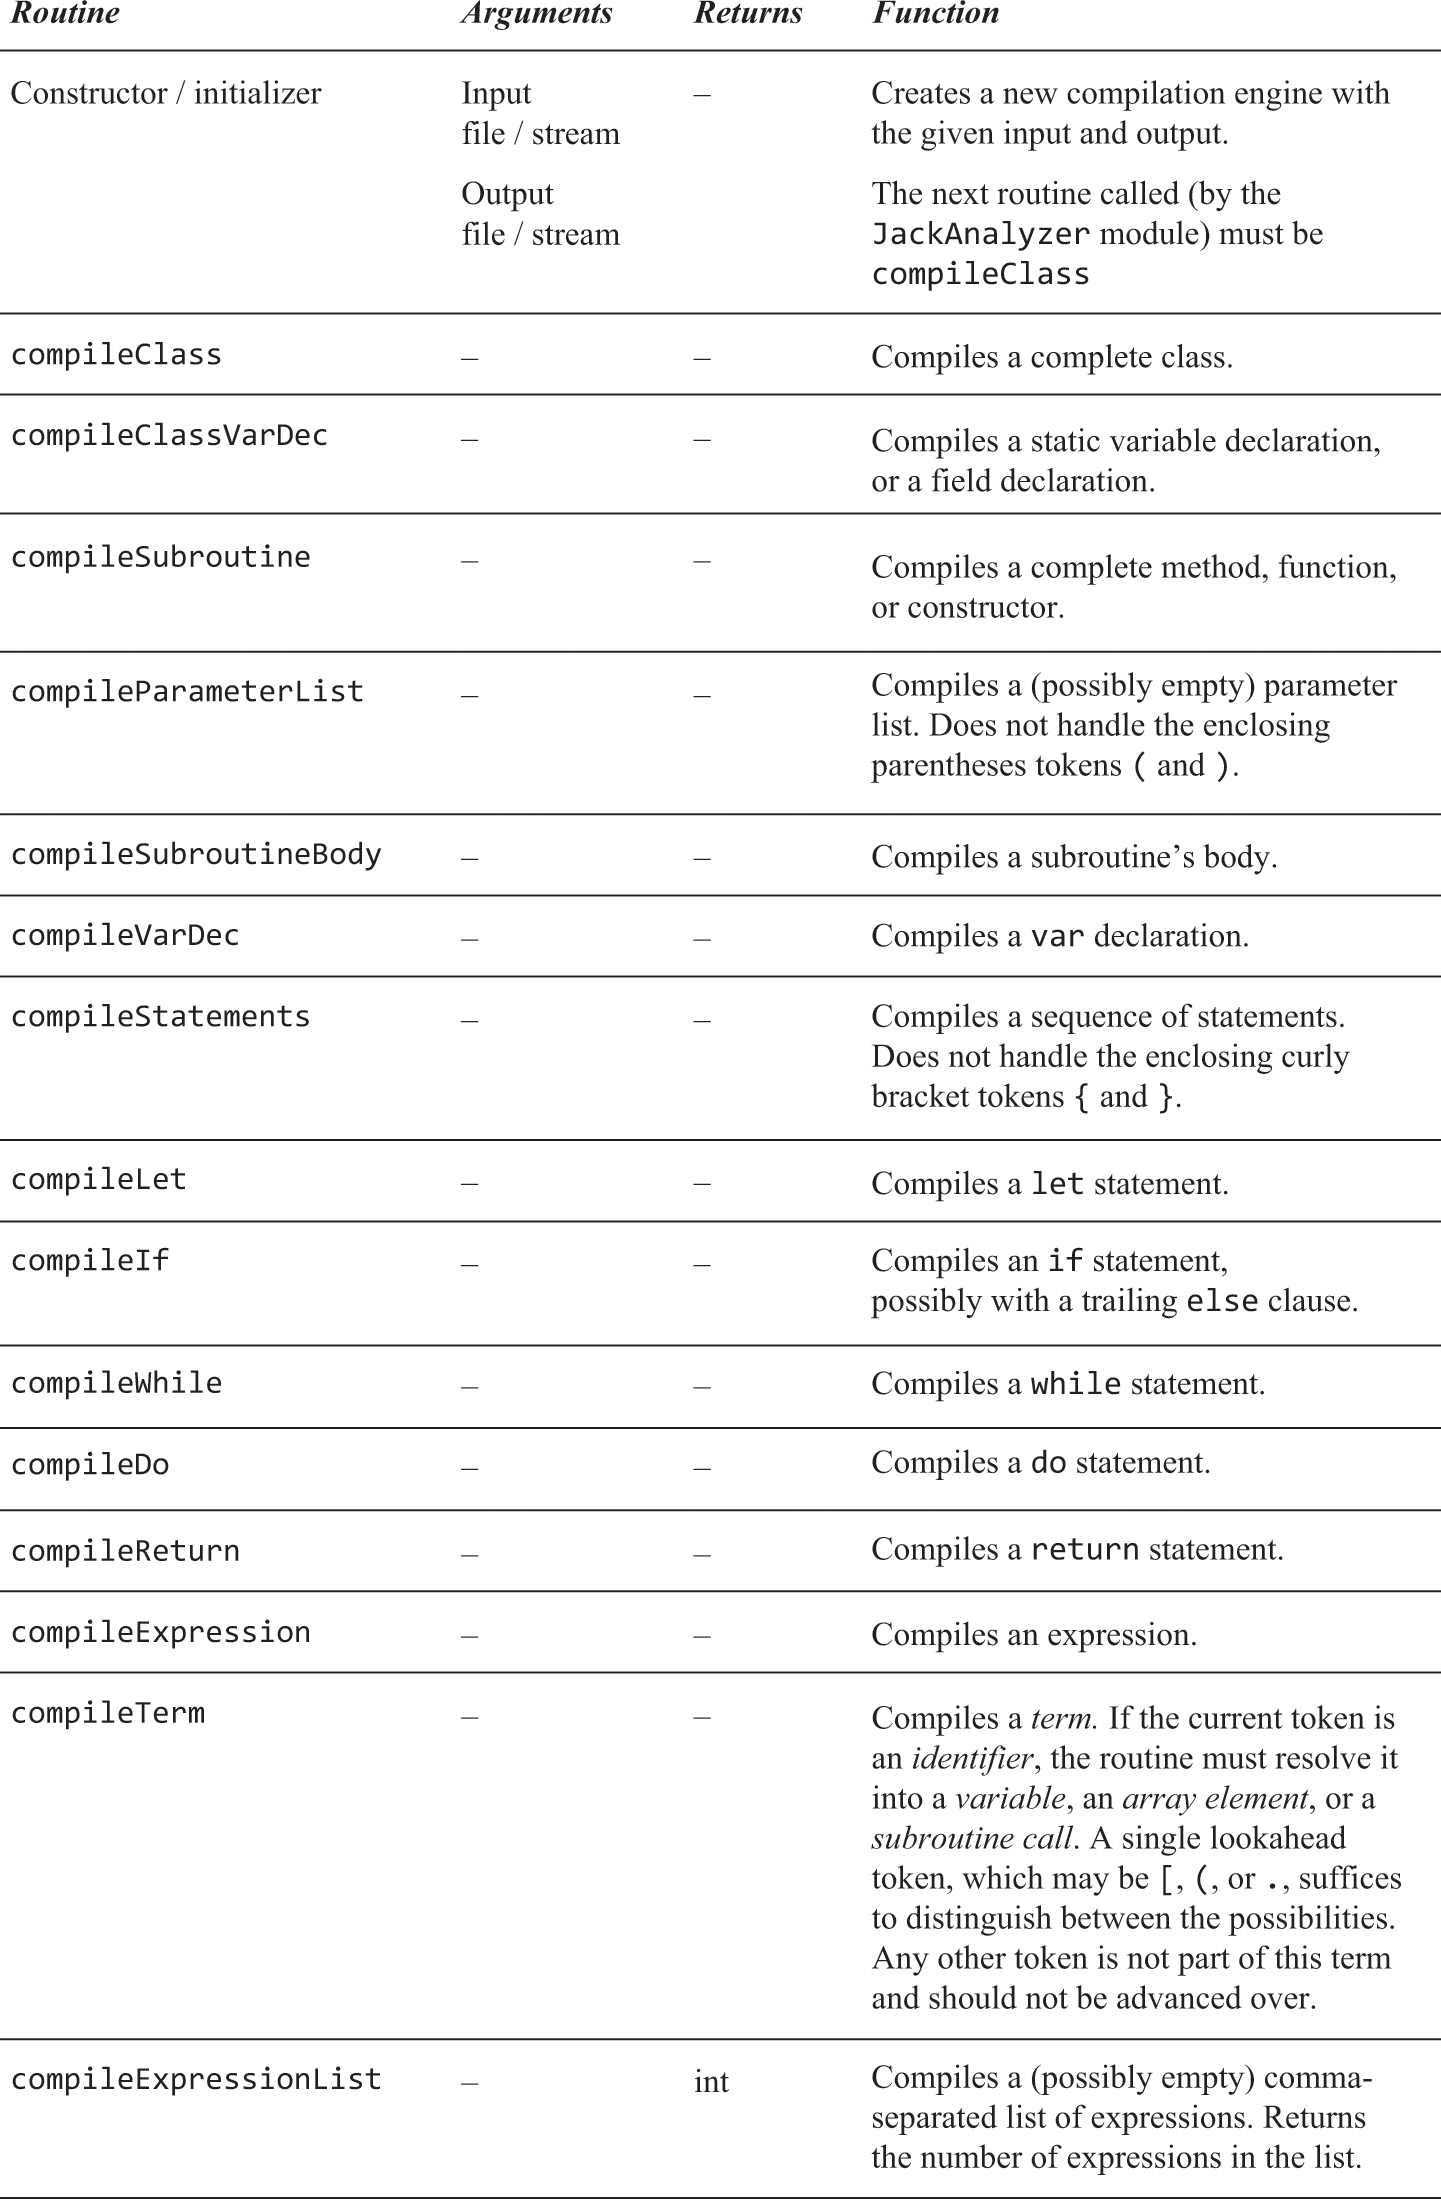 Routine Arguments Returns Function
Constructor / initializer Input – Creates a new compilation engine with
file / stream the given input and output.
Output The next routine called (by the
file / stream JackAnalyzer module) must be
compileClass
compileClass – – Compiles a complete class.
compileClassVarDec – – Compiles a static variable declaration,
or a field declaration.
compileSubroutine – – Compiles a complete method, function,
or constructor.
compileParameterList – – Compiles a (possibly empty) parameter
list. Does not handle the enclosing
parentheses tokens ( and ).
compileSubroutineBody – – Compiles a subroutine’s body.
compileVarDec – – Compiles a var declaration.
compileStatements – – Compiles a sequence of statements.
Does not handle the enclosing curly
bracket tokens { and }.
compileLet – – Compiles a let statement.
compileIf – – Compiles an if statement,
possibly with a trailing else clause.
compileWhile – – Compiles a while statement.
compileDo – – Compiles a do statement.
compileReturn – – Compiles a return statement.
compileExpression – – Compiles an expression.
compileTerm – – Compiles a term. If the current token is
an identifier, the routine must resolve it
into a variable, an array element, or a
subroutine call. A single lookahead
token, which may be [, (, or ., suffices
to distinguish between the possibilities.
Any other token is not part of this term
and should not be advanced over.
compileExpressionList – int Compiles a (possibly empty) comma-
separated list of expressions. Returns
the number of expressions in the list.